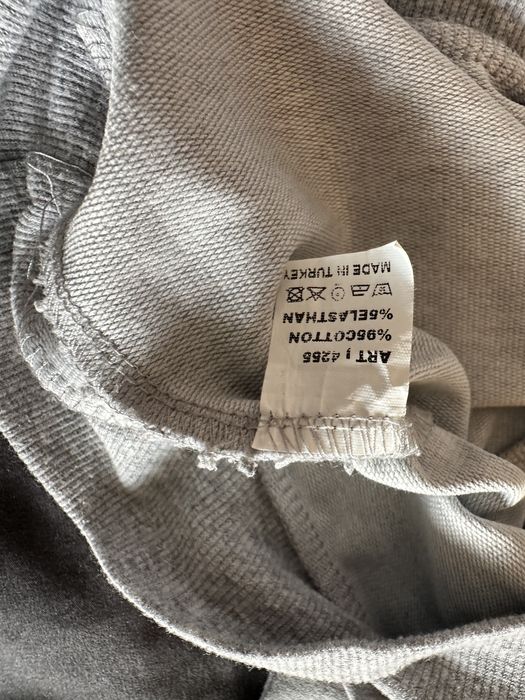 ART ; 4255
%95COTTON
%5ELASTHAN
MADE IN TURKEY